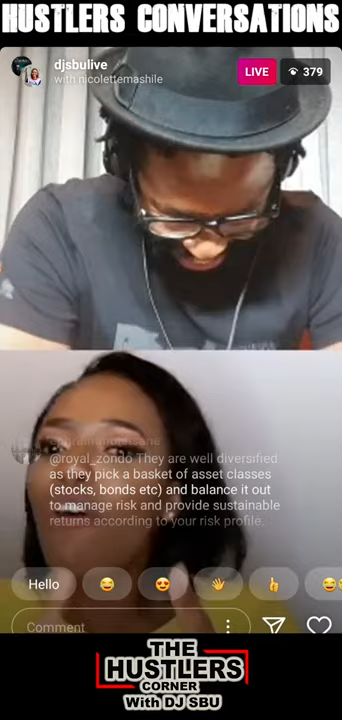 HUSTLERS CONVERSATIONS
djsbulive
with nicolettemashile
LIVE
379
@royal_zondo They are well diversified
as they pick a basket of asset classes
(stocks, bonds etc) and balance it out
to manage risk and provide sustainable
returns according to your risk profile.
Hello
Comment
THE
HUSTLERS
CORNER
With DJ SBU